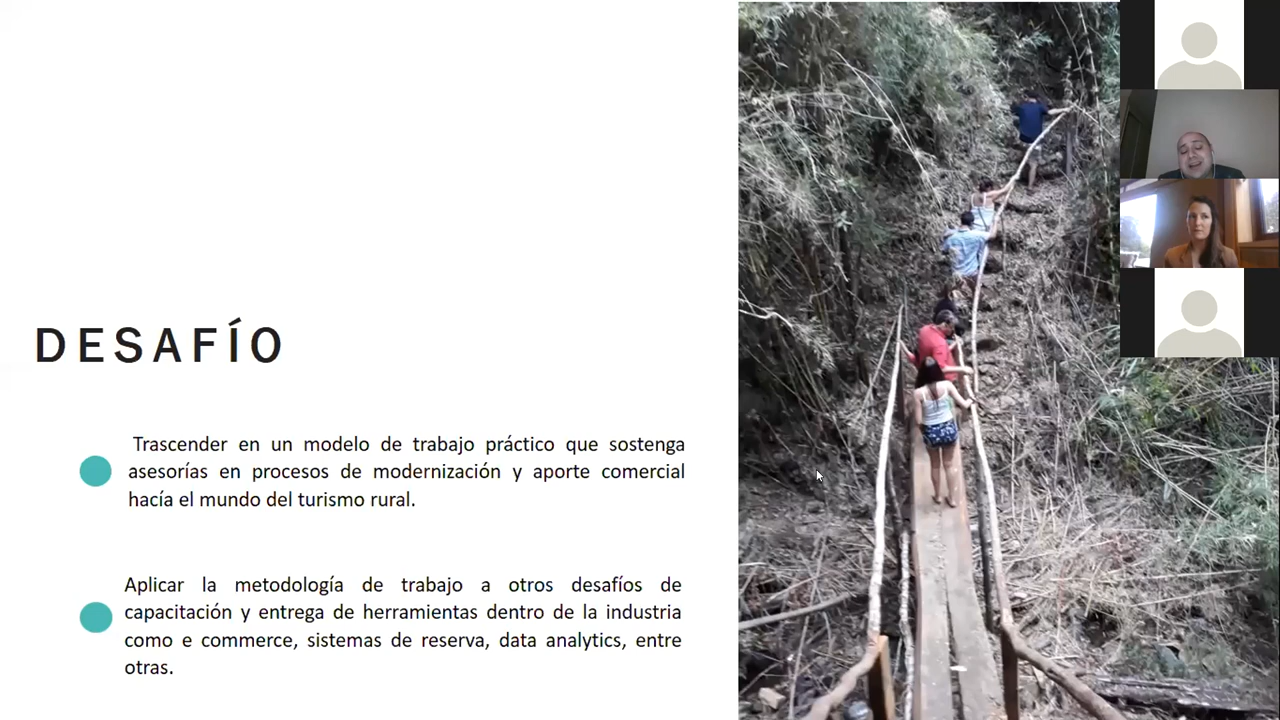 DESAFÍO
Trascender en un modelo de trabajo práctico que sostenga
asesorías en procesos de modernización y aporte comercial
hacía el mundo del turismo rural.
Aplicar la metodología de trabajo a otros desafíos de
capacitación y entrega de herramientas dentro de la industria
como e commerce, sistemas de reserva, data analytics, entre
otras.